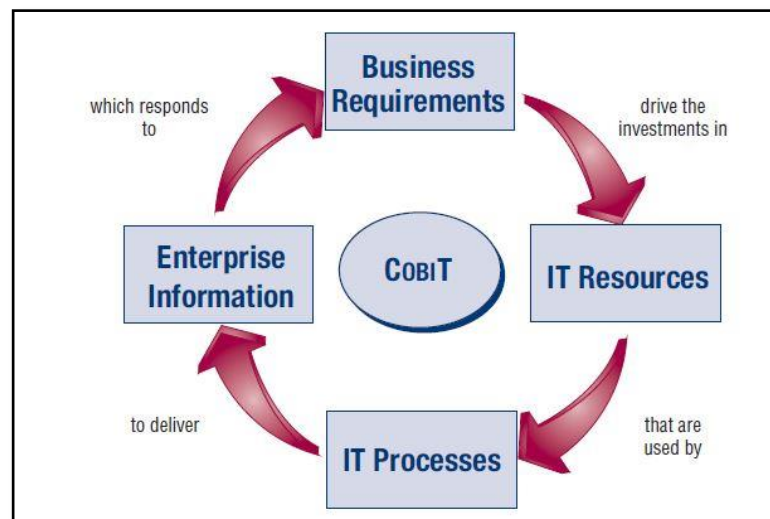 Business
Requirements
drive the
investments in
IT Resources
that are
used by
IT Processes
to deliver
Enterprise
Information
which responds
to
COBIT